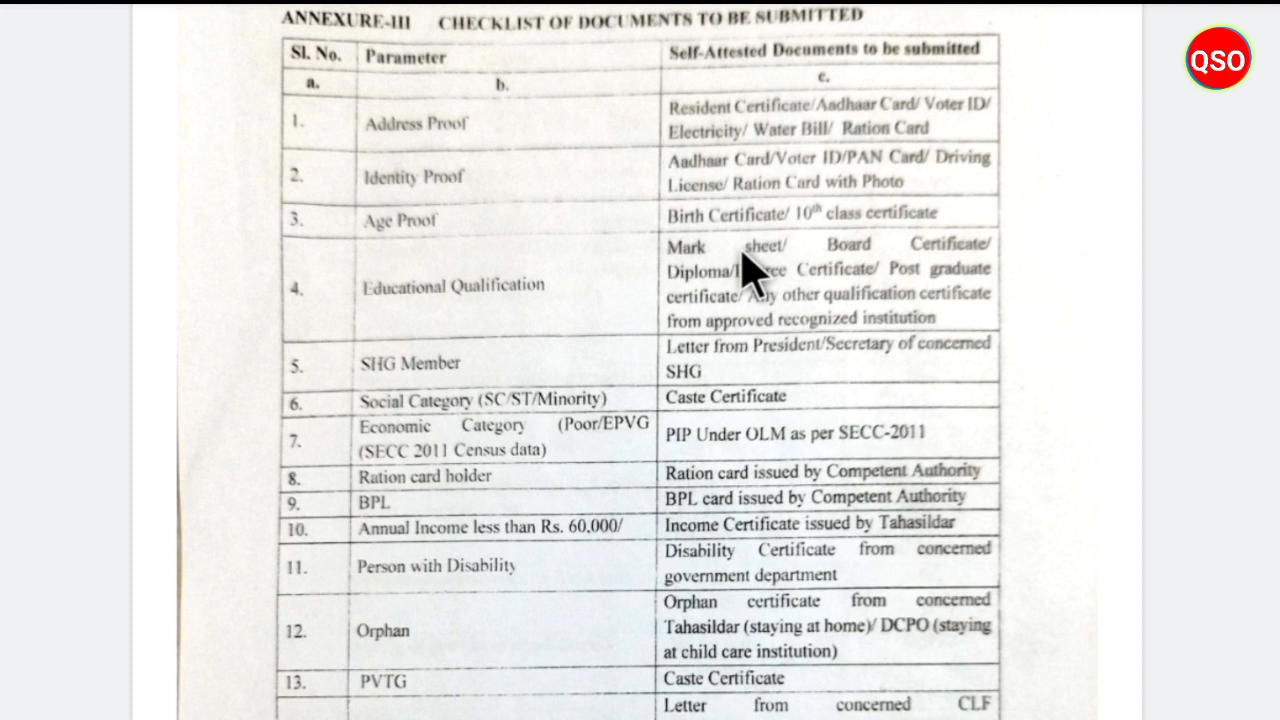 ANNEXURE-III CHECKLIST OF DOCUMENTS TO BE SUBMITTED
QSO
Sl. No. Parameter Self-Attested Documents to be submitted
a. b. c.
1. Address Proof Resident Certificate/Aadhaar Card/ Voter ID/
Electricity/ Water Bill/ Ration Card
2. Identity Proof Aadhaar Card/Voter ID/PAN Card/ Driving
License/ Ration Card with Photo
3. Age Proof Birth Certificate/ 10th class certificate
4. Educational Qualification Mark sheet/ Board Certificate/
Diploma/ Certificate/ Post graduate
certificate/ Any other qualification certificate
from approved recognized institution
5. SHG Member Letter from President/Secretary of concerned
SHG
6. Social Category (SC/ST/Minority) Caste Certificate
7. Economic Category (Poor/EPVG
(SECC 2011 Census data) PIP Under OLM as per SECC-2011
8. Ration card holder Ration card issued by Competent Authority
9. BPL BPL card issued by Competent Authority
10. Annual Income less than Rs. 60,000/ Income Certificate issued by Tahasildar
11. Person with Disability Disability Certificate from concerned
government department
12. Orphan Orphan certificate from concerned
Tahasildar (staying at home)/ DCPO (staying
at child care institution)
13. PVTG Caste Certificate
Letter from concerned CLF